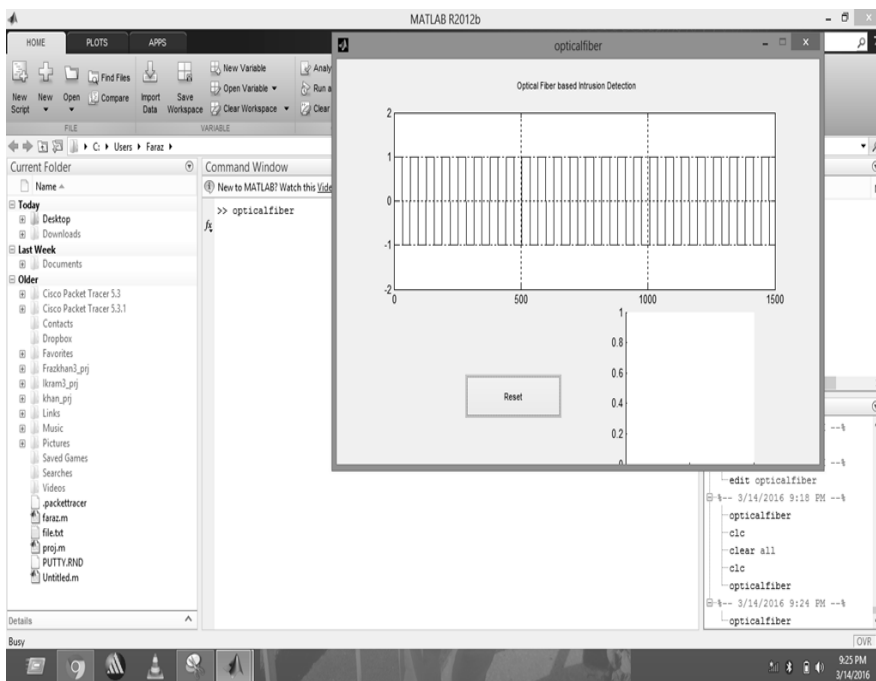 MATLAB R2012b
HOME PLOTS APPS
New Script
New
Open
Find Files
Compare
Import Data
Save Workspace
New Variable
Open Variable
Clear Workspace
Analy
Run a
Clear
FILE
VARIABLE
C: Users Faraz
Current Folder
Name
Today
Desktop
Downloads
Last Week
Documents
Older
Cisco Packet Tracer 5.3
Cisco Packet Tracer 5.3.1
Contacts
Dropbox
Favorites
Frazkhan3_prj
Ikram3_prj
khan_prj
Links
Music
Pictures
Saved Games
Searches
Videos
.packettracer
faraz.m
file.txt
proj.m
PUTTY.RND
Untitled.m
Details
Busy
Command Window
New to MATLAB? Watch this Vide
>> opticalfiber
fx
opticalfiber
Optical Fiber based Intrusion Detection
2
1
0
-1
-2
0 500 1000 1500
1
0.8
0.6
0.4
0.2
0
Reset
--%
--%
edit opticalfiber
%-- 3/14/2016 9:18 PM --%
opticalfiber
clc
clear all
clc
opticalfiber
%-- 3/14/2016 9:24 PM --%
opticalfiber
OVR
9:25 PM
3/14/2016